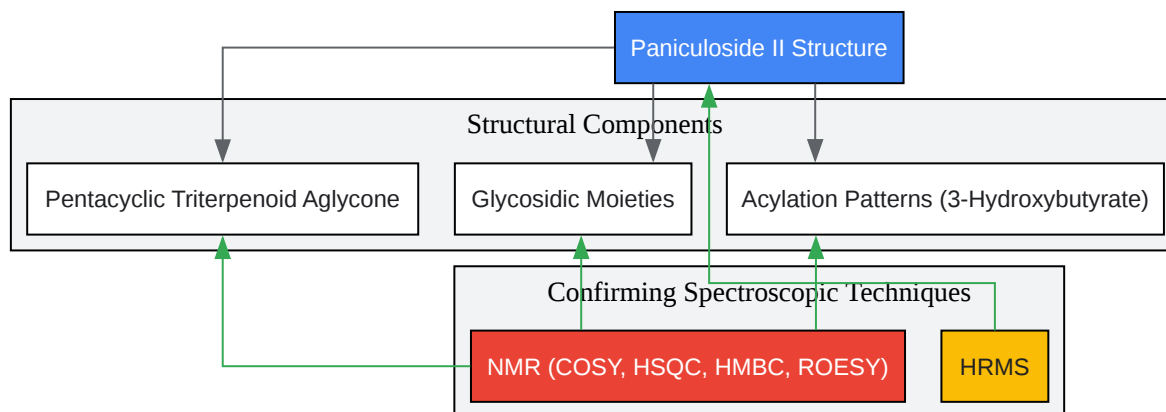 Paniculoside II Structure
Structural Components
Pentacyclic Triterpenoid Aglycone
Glycosidic Moieties
Acylation Patterns (3-Hydroxybutyrate)
Confirming Spectroscopic Techniques
NMR (COSY, HSQC, HMBC, ROESY)
HRMS